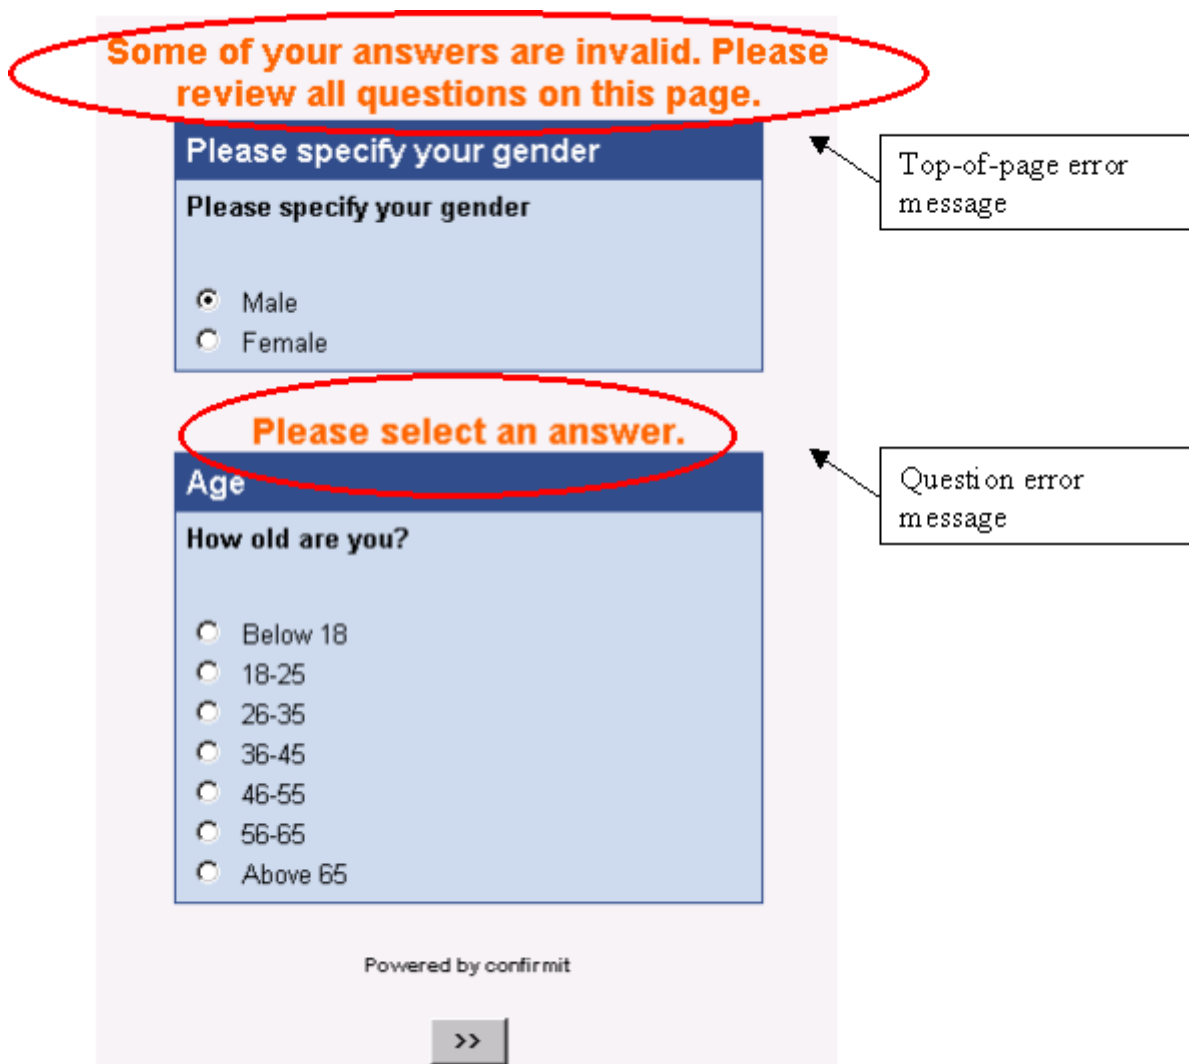 Some of your answers are invalid. Please
review all questions on this page.
Please specify your gender
Please specify your gender
Male
Female
Top-of-page error
message
Please select an answer.
Age
How old are you?
Below 18
18-25
26-35
36-45
46-55
56-65
Above 65
Question error
message
Powered by confirmit
>>